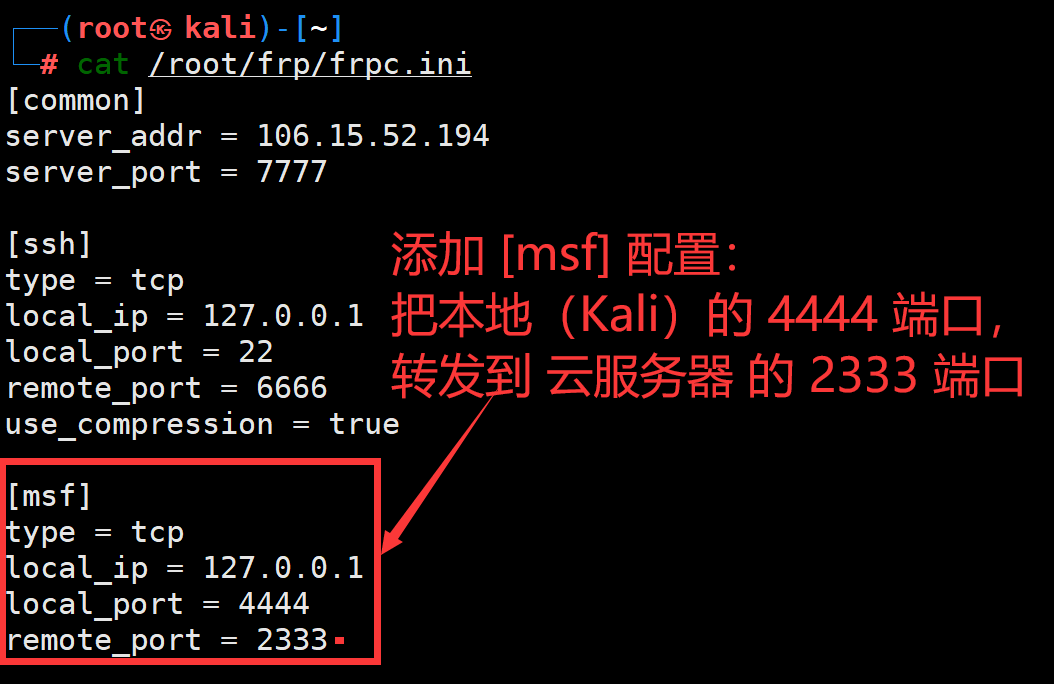 (root㉿kali)-[~]
# cat /root/frp/frpc.ini
[common]
server_addr = 106.15.52.194
server_port = 7777
[ssh]
type = tcp
local_ip = 127.0.0.1
local_port = 22
remote_port = 6666
use_compression = true
添加 [msf] 配置：
把本地（Kali）的 4444 端口，
转发到 云服务器 的 2333 端口
[msf]
type = tcp
local_ip = 127.0.0.1
local_port = 4444
remote_port = 2333